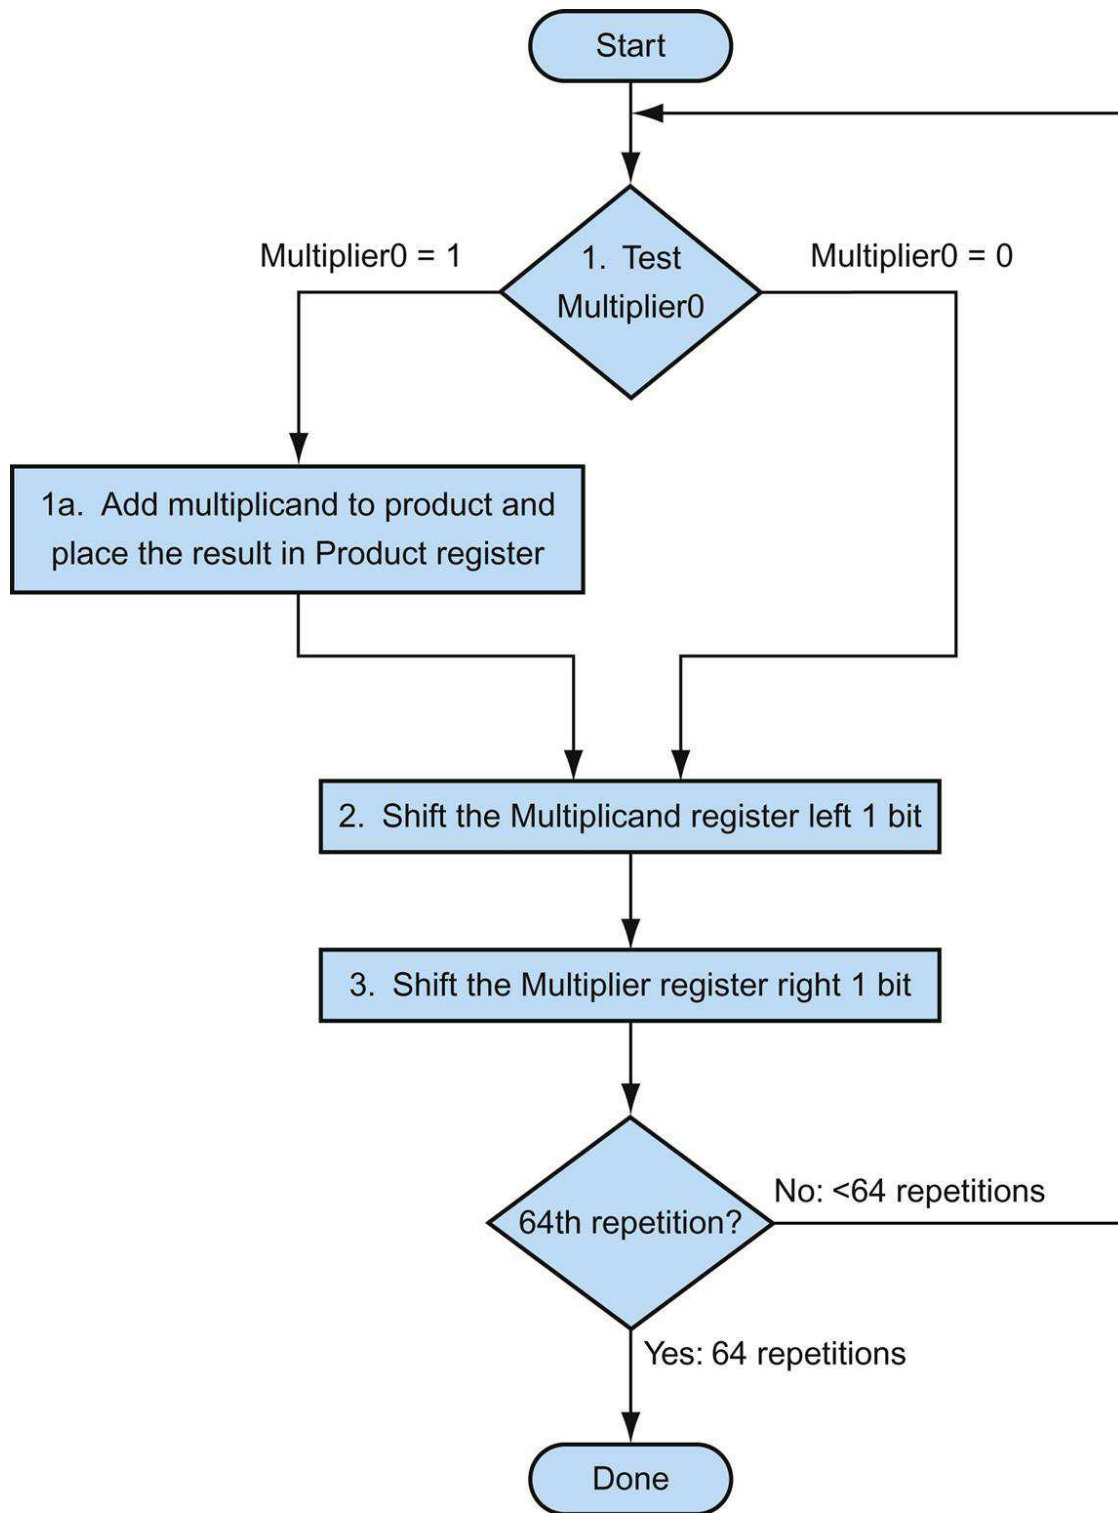 Start
Multiplier0 = 1
1. Test
Multiplier0
Multiplier0 = 0
1a. Add multiplicand to product and
place the result in Product register
2. Shift the Multiplicand register left 1 bit
3. Shift the Multiplier register right 1 bit
64th repetition?
No: <64 repetitions
Yes: 64 repetitions
Done